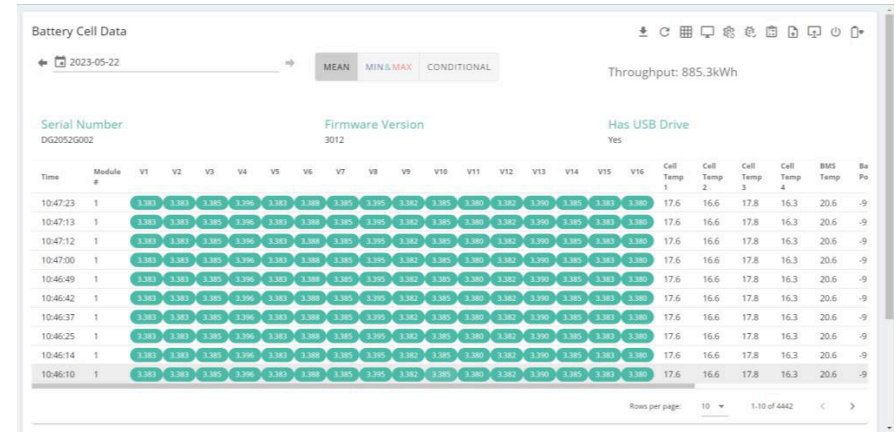 Battery Cell Data
2023-05-22
MEAN MIN&MAX CONDITIONAL
Throughput: 885.3kWh
Serial Number Firmware Version Has USB Drive
DG2052G002 3012 Yes
Time Module # V1 V2 V3 V4 V5 V6 V7 V8 V9 V10 V11 V12 V13 V14 V15 V16 Cell Temp 1 Cell Temp 2 Cell Temp 3 Cell Temp 4 BMS Temp Ba Po
10:47:23 1 3.383 3.383 3.385 3.396 3.383 3.388 3.385 3.395 3.382 3.385 3.380 3.382 3.390 3.385 3.383 3.380 17.6 16.6 17.8 16.3 20.6 -9
10:47:13 1 3.383 3.383 3.385 3.396 3.383 3.388 3.385 3.395 3.382 3.385 3.380 3.382 3.390 3.385 3.383 3.380 17.6 16.6 17.8 16.3 20.6 -9
10:47:12 1 3.383 3.383 3.385 3.396 3.383 3.388 3.385 3.395 3.382 3.385 3.380 3.382 3.390 3.385 3.383 3.380 17.6 16.6 17.8 16.3 20.6 -9
10:47:00 1 3.383 3.383 3.385 3.396 3.383 3.388 3.385 3.395 3.382 3.385 3.380 3.382 3.390 3.385 3.383 3.380 17.6 16.6 17.8 16.3 20.6 -9
10:46:49 1 3.383 3.383 3.385 3.396 3.383 3.388 3.385 3.395 3.382 3.385 3.380 3.382 3.390 3.385 3.383 3.380 17.6 16.6 17.8 16.3 20.6 -9
10:46:42 1 3.383 3.383 3.385 3.396 3.383 3.388 3.385 3.395 3.382 3.385 3.380 3.382 3.390 3.385 3.383 3.380 17.6 16.6 17.8 16.3 20.6 -9
10:46:37 1 3.383 3.383 3.385 3.396 3.383 3.388 3.385 3.395 3.382 3.385 3.380 3.382 3.390 3.385 3.383 3.380 17.6 16.6 17.8 16.3 20.6 -9
10:46:25 1 3.383 3.383 3.385 3.396 3.383 3.388 3.385 3.395 3.382 3.385 3.380 3.382 3.390 3.385 3.383 3.380 17.6 16.6 17.8 16.3 20.6 -9
10:46:14 1 3.383 3.383 3.385 3.396 3.383 3.388 3.385 3.395 3.382 3.385 3.380 3.382 3.390 3.385 3.383 3.380 17.6 16.6 17.8 16.3 20.6 -9
10:46:10 1 3.383 3.383 3.385 3.396 3.383 3.388 3.385 3.395 3.382 3.385 3.380 3.382 3.390 3.385 3.383 3.380 17.6 16.6 17.8 16.3 20.6 -9
Rows per page: 10 1-10 of 4442